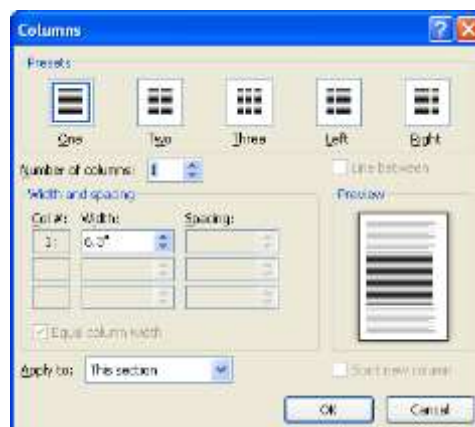 Columns
Presets
One Two Three Left Right
Number of columns: 1 Line between
Width and spacing Preview
Col #: Width: Spacing:
1: 6.0"
Equal column width
Apply to: This section Start new column
OK Cancel